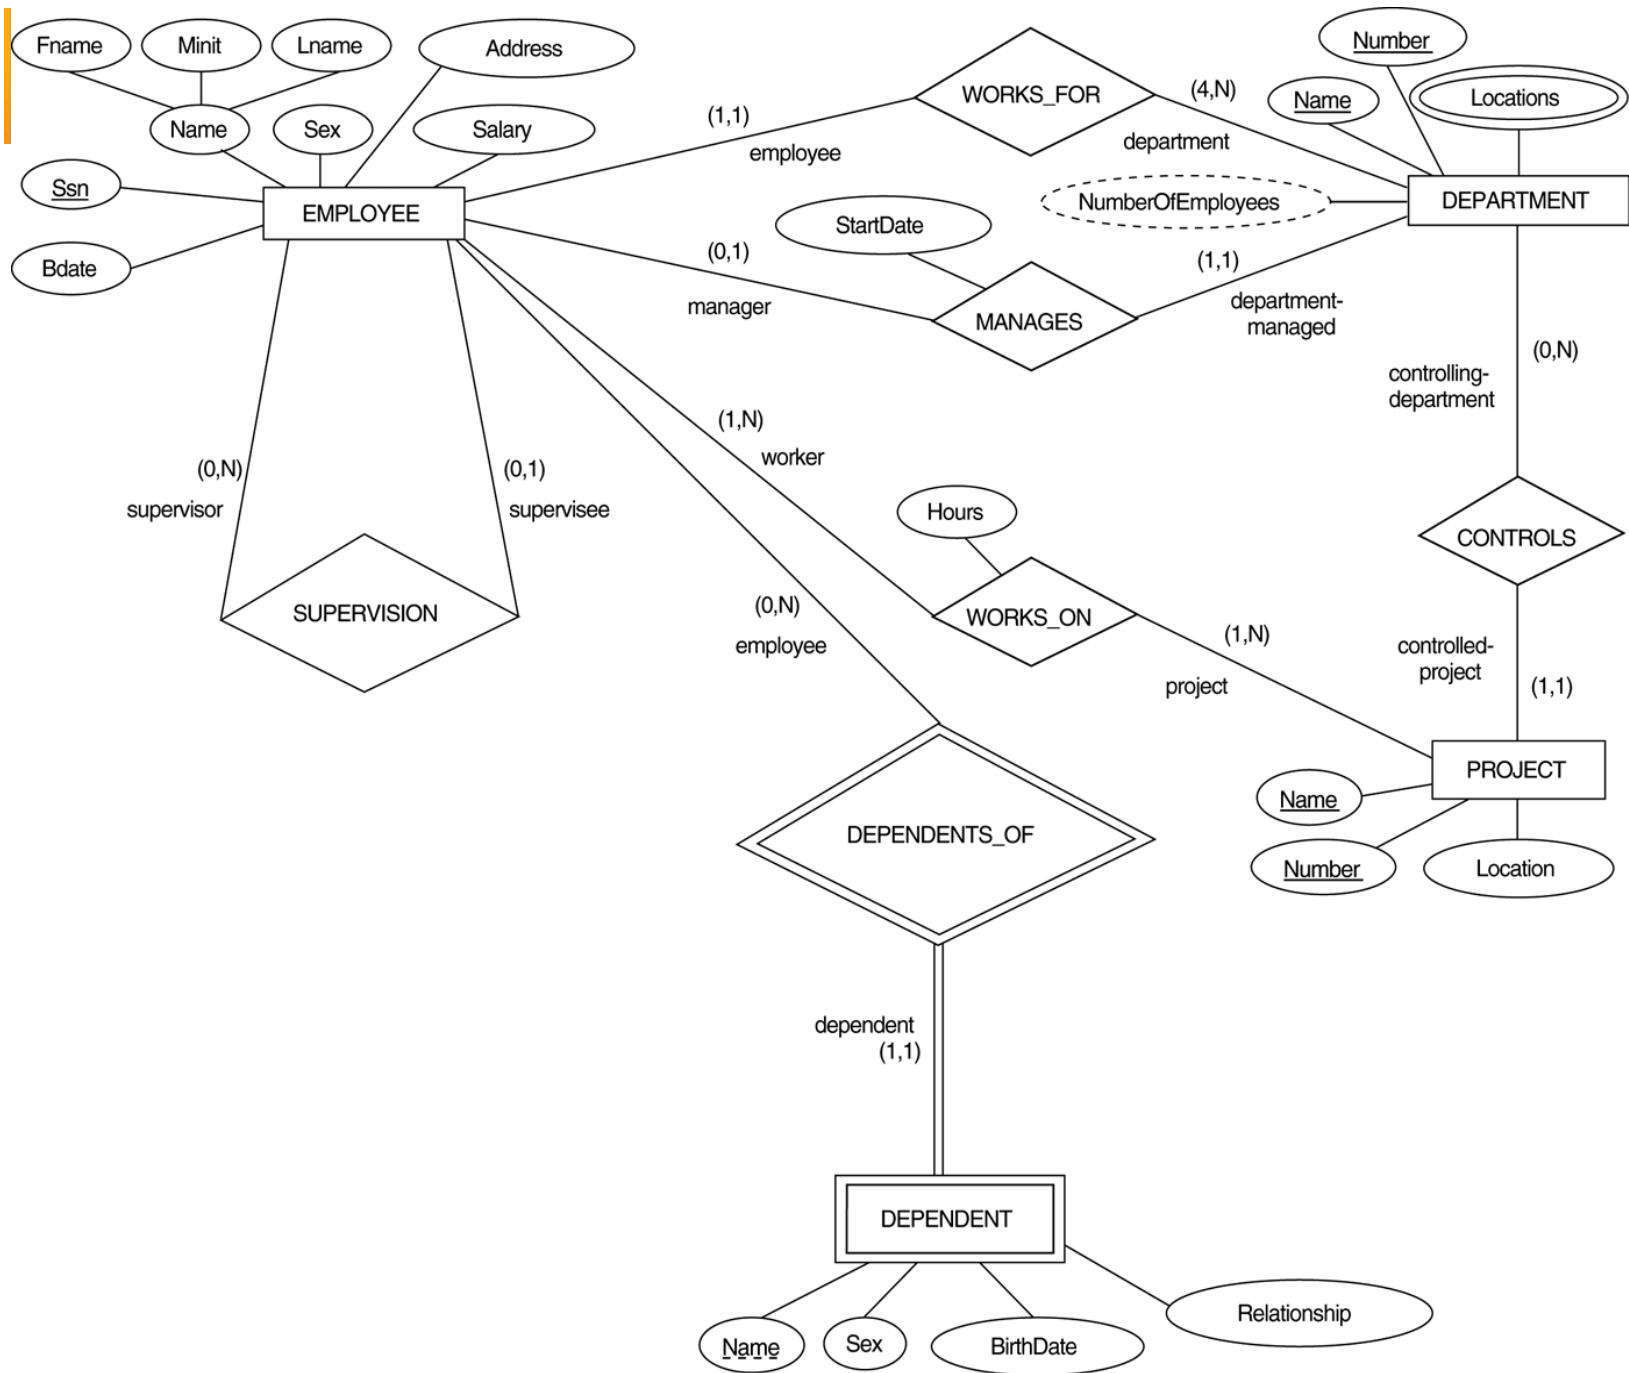 Fname
Minit
Lname
Address
Name
Sex
Salary
Ssn
EMPLOYEE
Bdate
(1,1)
employee
WORKS_FOR
(4,N)
department
Number
Name
Locations
NumberOfEmployees
DEPARTMENT
StartDate
(0,1)
manager
MANAGES
(1,1)
department-
managed
(0,N)
controlling-
department
(0,N)
supervisor
(0,1)
supervisee
SUPERVISION
(1,N)
worker
Hours
WORKS_ON
(1,N)
project
CONTROLS
controlled-
project
(1,1)
(0,N)
employee
PROJECT
Name
Number
Location
DEPENDENTS_OF
dependent
(1,1)
DEPENDENT
Name
Sex
BirthDate
Relationship